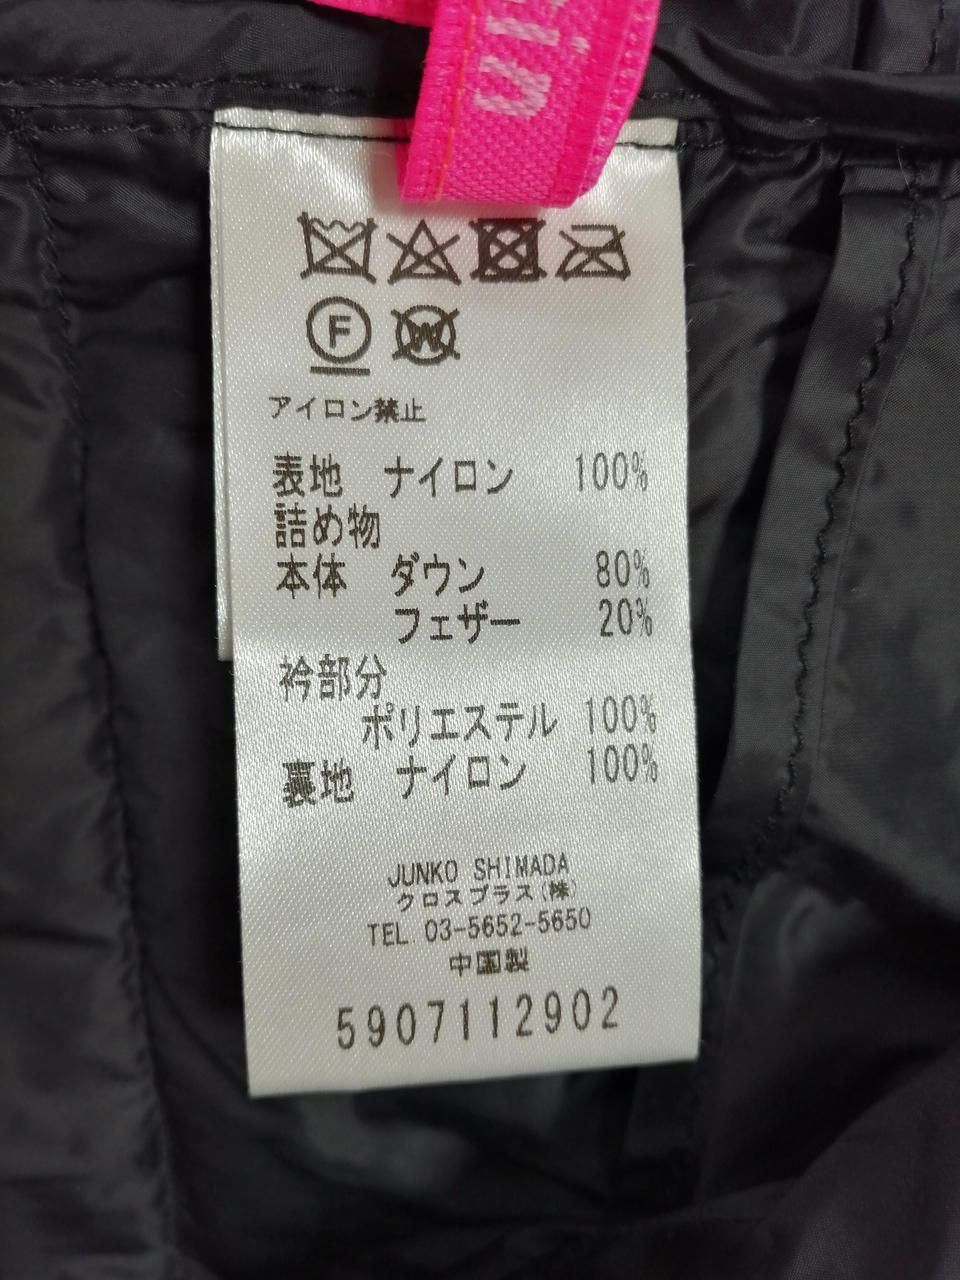 F
W
アイロン禁止
表地 ナイロン 100%
詰め物
本体 ダウン 80%
フェザー 20%
衿部分
ポリエステル 100%
裏地 ナイロン 100%
JUNKO SHIMADA
クロスプラス(株)
TEL 03-5652-5650
中国製
5907112902